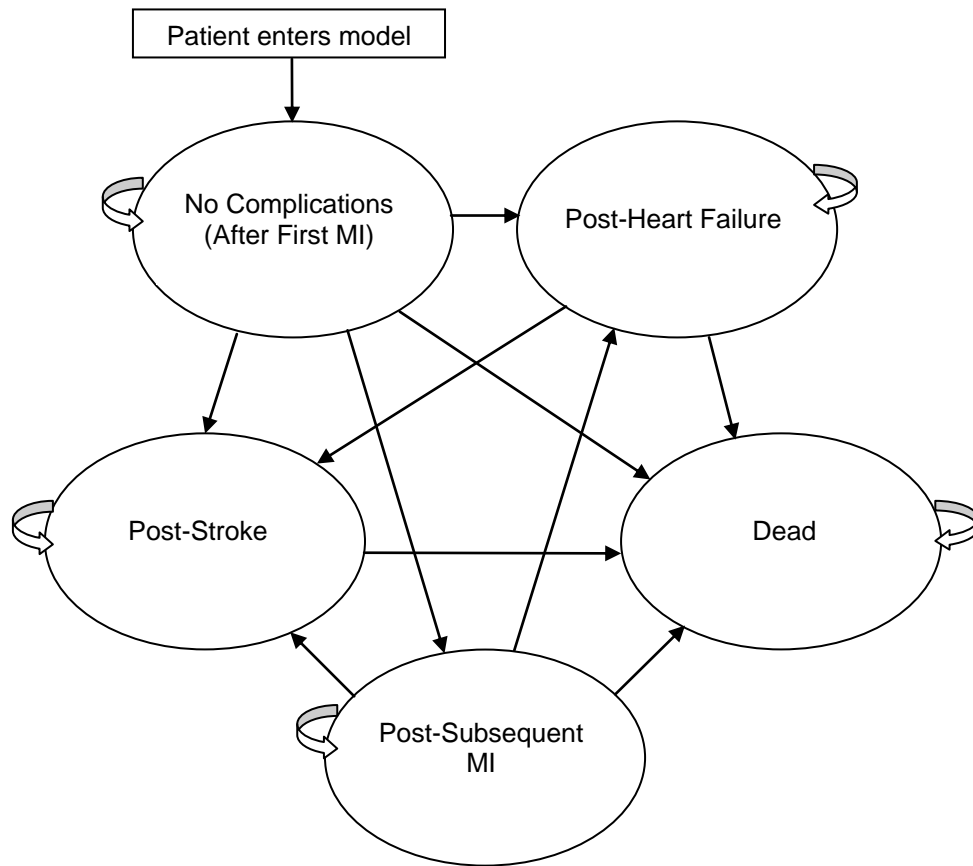 Patient enters model
No Complications
(After First MI)
Post-Heart Failure
Post-Stroke
Dead
Post-Subsequent
MI